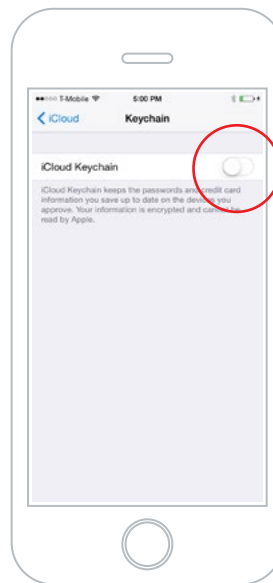 T-Mobile 5:00 PM
iCloud Keychain
iCloud Keychain
iCloud Keychain keeps the passwords and credit card
information you save up to date on the devices you
approve. Your information is encrypted and cannot be
read by Apple.